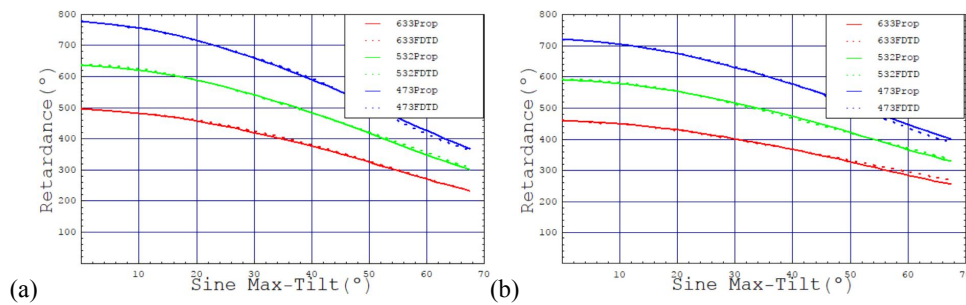 800
700
600
500
400
300
200
100
Retardance(°)
10 20 30 40 50 60 70
Sine Max-Tilt(°)
633Prop
633FDTD
532Prop
532FDTD
473Prop
473FDTD
(a)
800
700
600
500
400
300
200
100
Retardance(°)
10 20 30 40 50 60 70
Sine Max-Tilt(°)
633Prop
633FDTD
532Prop
532FDTD
473Prop
473FDTD
(b)